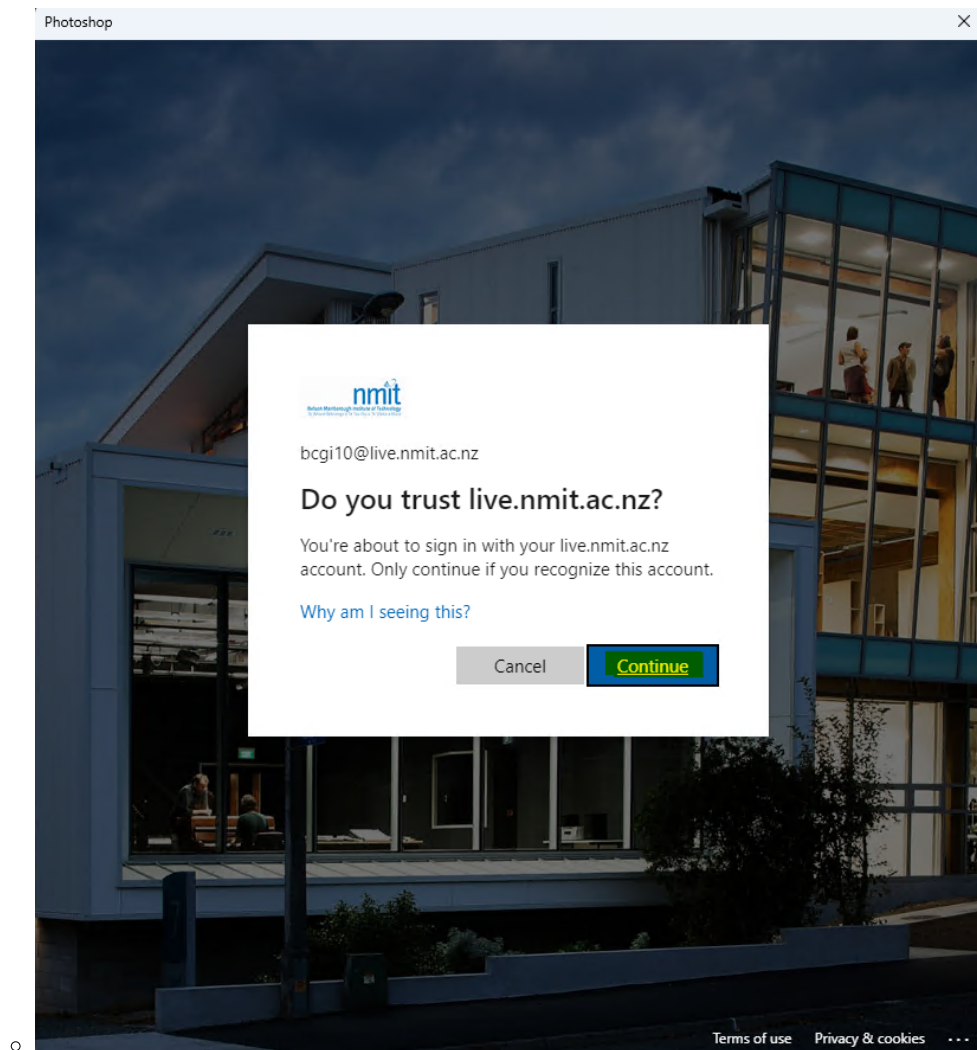 Photoshop
nmit
bcgi10@live.nmit.ac.nz
Do you trust live.nmit.ac.nz?
You're about to sign in with your live.nmit.ac.nz
account. Only continue if you recognize this account.
Why am I seeing this?
Cancel
Continue
Terms of use
Privacy & cookies